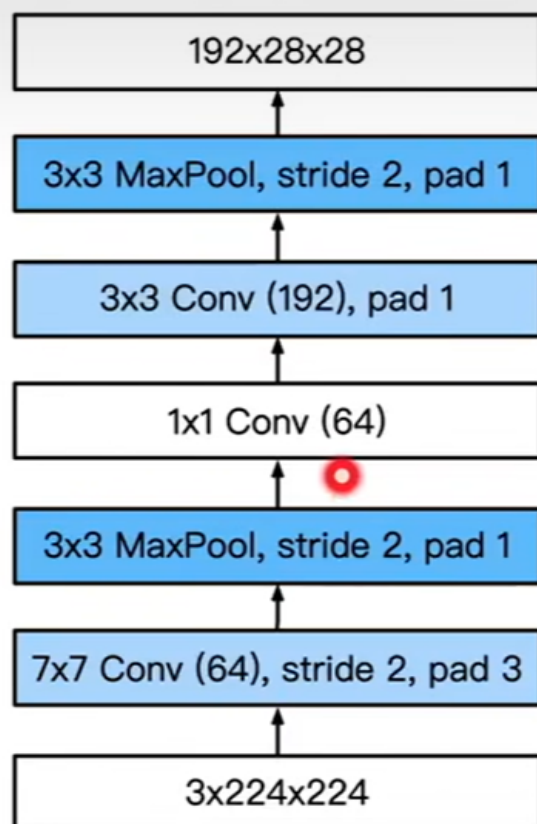 192x28x28
3x3 MaxPool, stride 2, pad 1
3x3 Conv (192), pad 1
1x1 Conv (64)
3x3 MaxPool, stride 2, pad 1
7x7 Conv (64), stride 2, pad 3
3x224x224